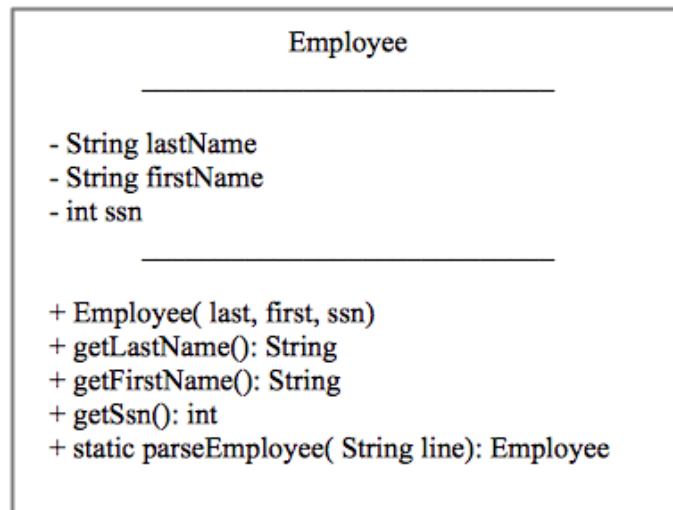 Employee
- String lastName
- String firstName
- int ssn
+ Employee( last, first, ssn)
+ getLastName(): String
+ getFirstName(): String
+ getSsn(): int
+ static parseEmployee( String line): Employee